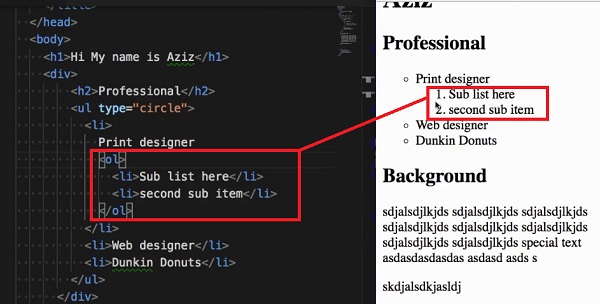 </head>
<body>
<h1>Hi My name is Aziz</h1>
<div>
<h2>Professional</h2>
<ul type="circle">
<li>
Print designer
<ol>
<li>Sub list here</li>
<li>second sub item</li>
</ol>
</li>
<li>Web designer</li>
<li>Dunkin Donuts</li>
</ul>
</div>
Aziz
Professional
Print designer
1. Sub list here
2. second sub item
Web designer
Dunkin Donuts
Background
sdjalsdjlkjds sdjalsdjlkjds sdjalsdjlkjds
sdjalsdjlkjds sdjalsdjlkjds sdjalsdjlkjds
sdjalsdjlkjds sdjalsdjlkjds special text
asdasdasdasdas asdasd asds s
skdjalsdkjasldj